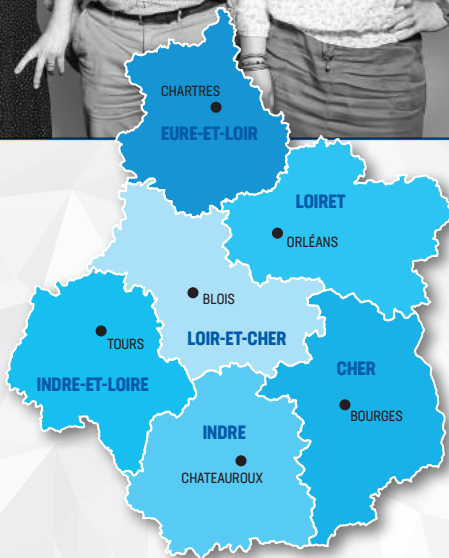 CHARTRES
EURE-ET-LOIR
LOIRET
ORLÉANS
BLOIS
LOIR-ET-CHER
TOURS
INDRE-ET-LOIRE
CHER
BOURGES
INDRE
CHATEAUROUX